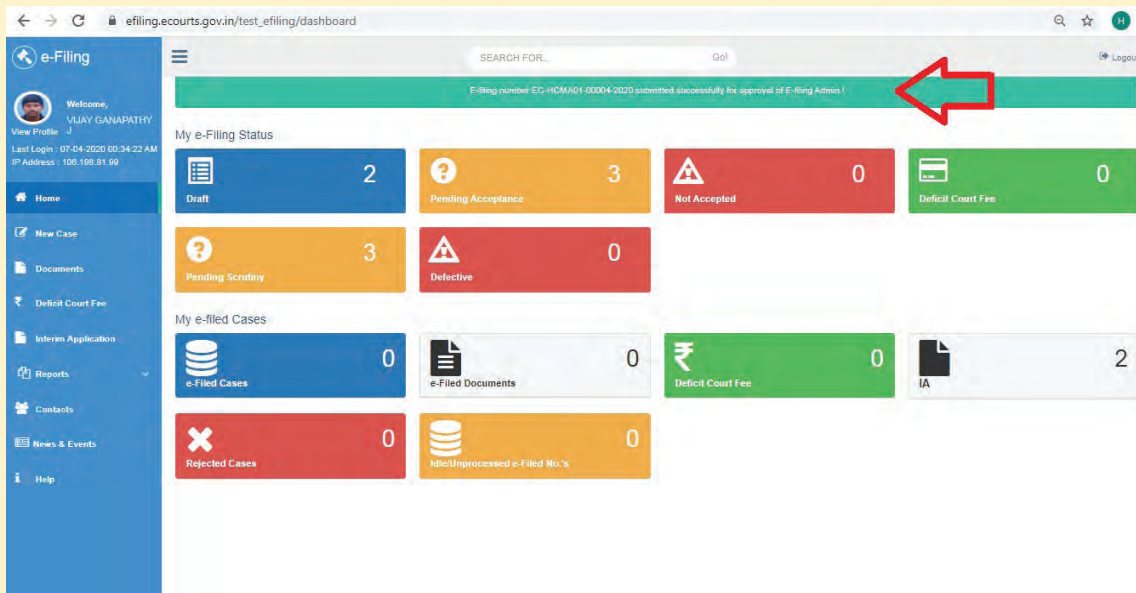 efiling.ecourts.gov.in/test_efiling/dashboard
H
e-Filing
SEARCH FOR...
Go!
Logou
E-filing number EC-HCMA01-00004-2020 submitted successfully for approval of E-filing Admin !
Welcome,
VIJAY GANAPATHY
View Profile J
Last Login : 07-04-2020 00:34:22 AM
IP Address : 106.198.81.99
My e-Filing Status
2
Draft
3
Pending Acceptance
0
Not Accepted
0
Deficit Court Fee
3
Pending Scrutiny
0
Defective
Home
New Case
Documents
₹ Deficit Court Fee
Interim Application
Reports
Contacts
News & Events
i Help
My e-filed Cases
0
e-Filed Cases
0
e-Filed Documents
₹ 0
Deficit Court Fee
2
IA
0
Rejected Cases
0
Idle/Unprocessed e-Filed No.'s